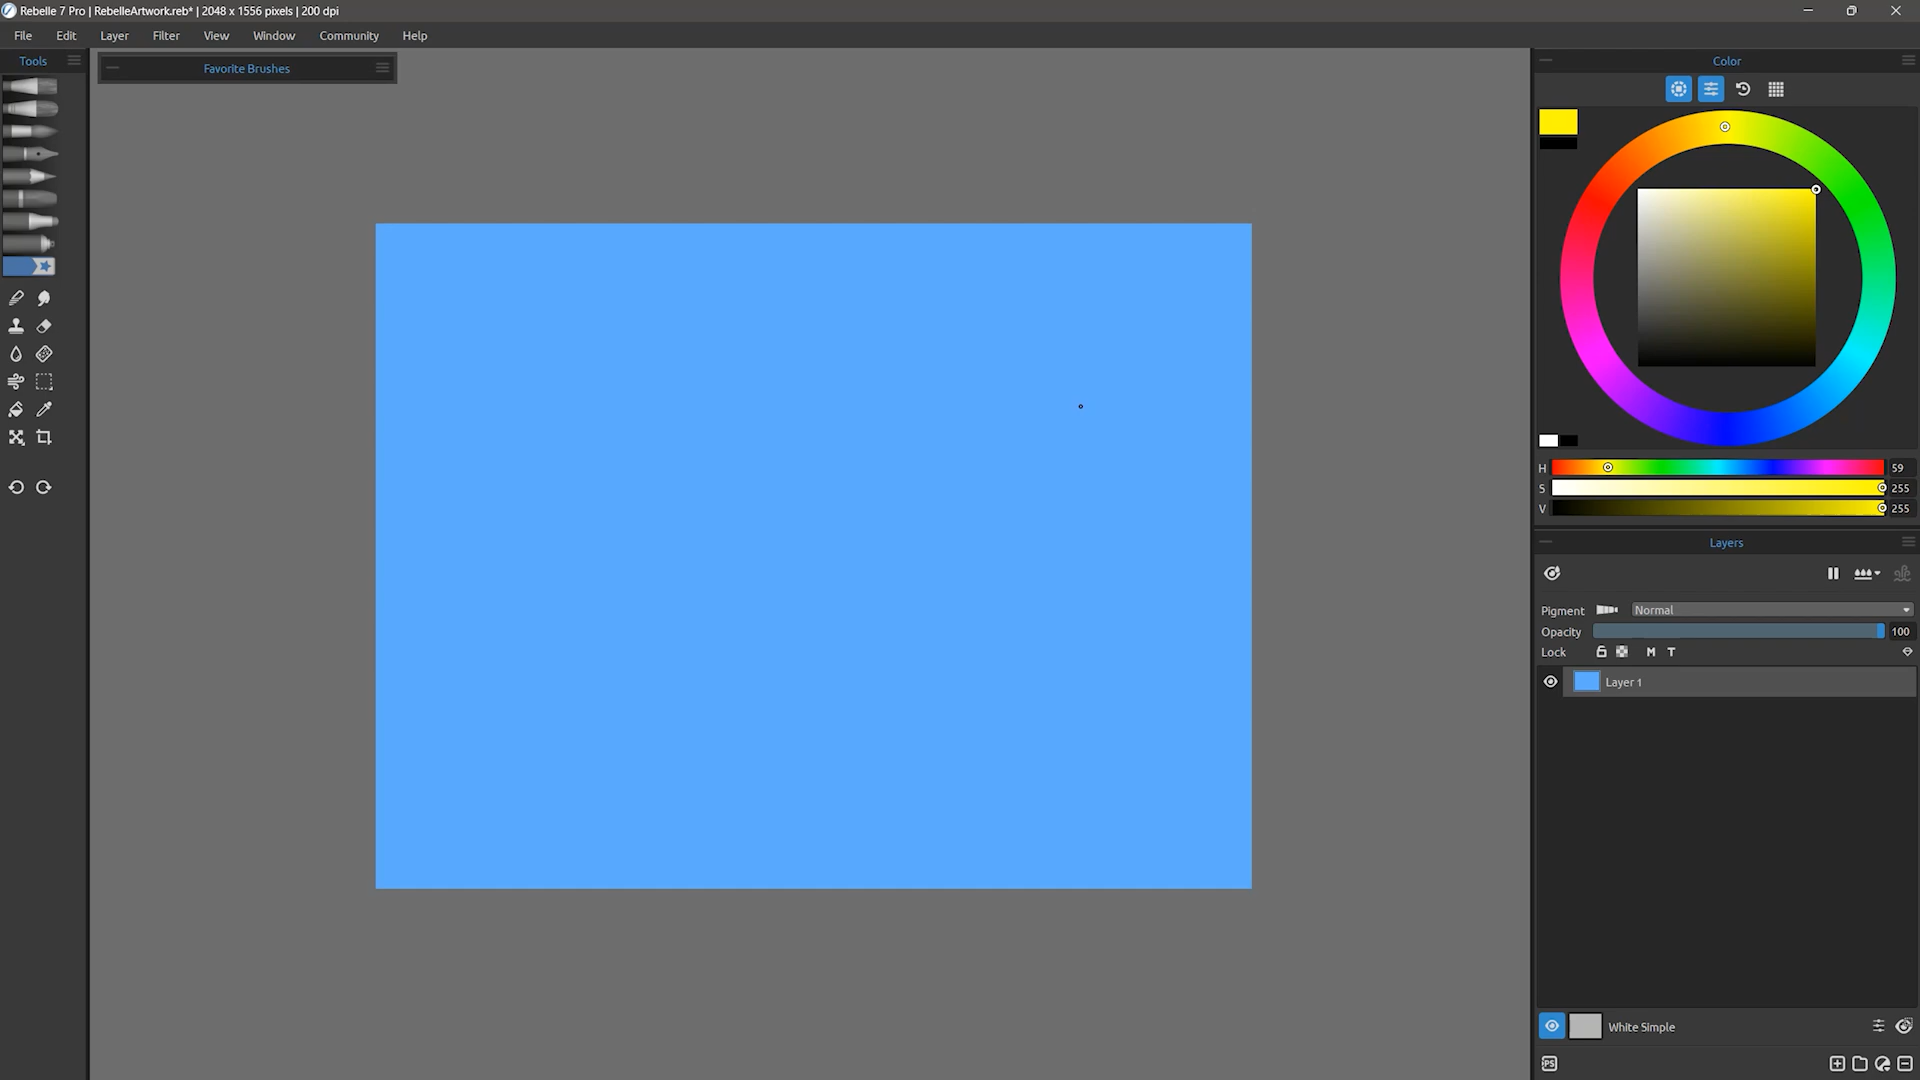 Rebelle 7 Pro | RebelleArtwork.reb* | 2048 x 1556 pixels | 200 dpi
File Edit Layer Filter View Window Community Help
Tools
Favorite Brushes
Color
H 59
S 255
V 255
Layers
Pigment Normal
Opacity 100
Lock M T
Layer 1
White Simple
PS